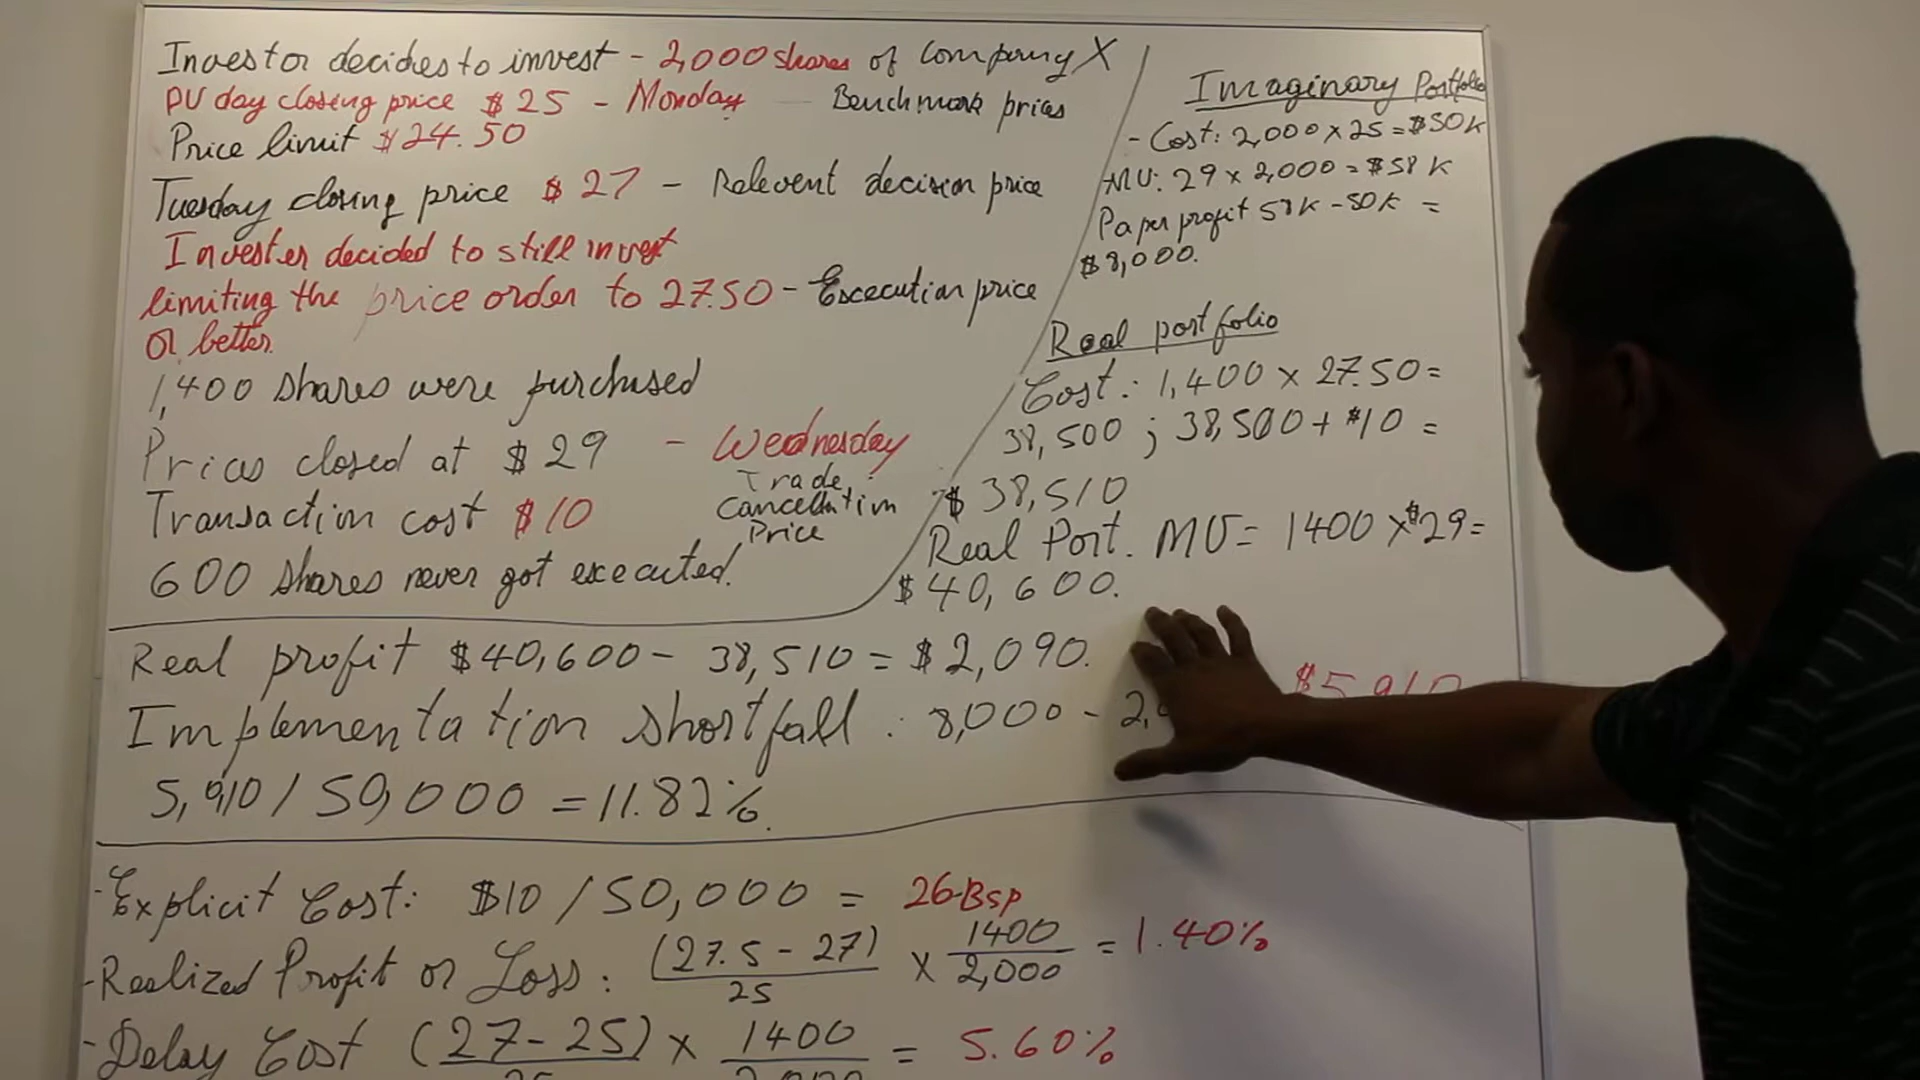 Investor decides to invest - 2,000 shares of Company X
PV day closing price $25 - Monday - Benchmark prices
Price limit $24.50
Tuesday closing price $27 - Relevent decision price
Invester decided to still invest
limiting the price order to 27.50 - Excecution price
or better.
1,400 shares were purchased
Prices closed at $29 - Wednesday
Trade
Cancellation
Price
Transaction cost $10
600 shares never got executed.
Imaginary Portfolio
- Cost: 2,000 x 25 = $50K
MV: 29 x 2,000 = $58K
Paper profit 58K - 50K =
$8,000.
Real portfolio
Cost: 1,400 x 27.50 =
38,500 ; 38,500 + $10 =
$38,510
Real Port. MV = 1400 x $29 =
$40,600.
Real profit $40,600 - 38,510 = $2,090.
Implementation shortfall : 8,000 - 2, $5,910
5,910 / 50,000 = 11.82%.
- Explicit Cost: $10 / 50,000 = 26Bsp
- Realized Profit or Loss: (27.5 - 27) / 25 x 1400 / 2,000 = 1.40%
- Delay Cost (27 - 25) x 1400 = 5.60%